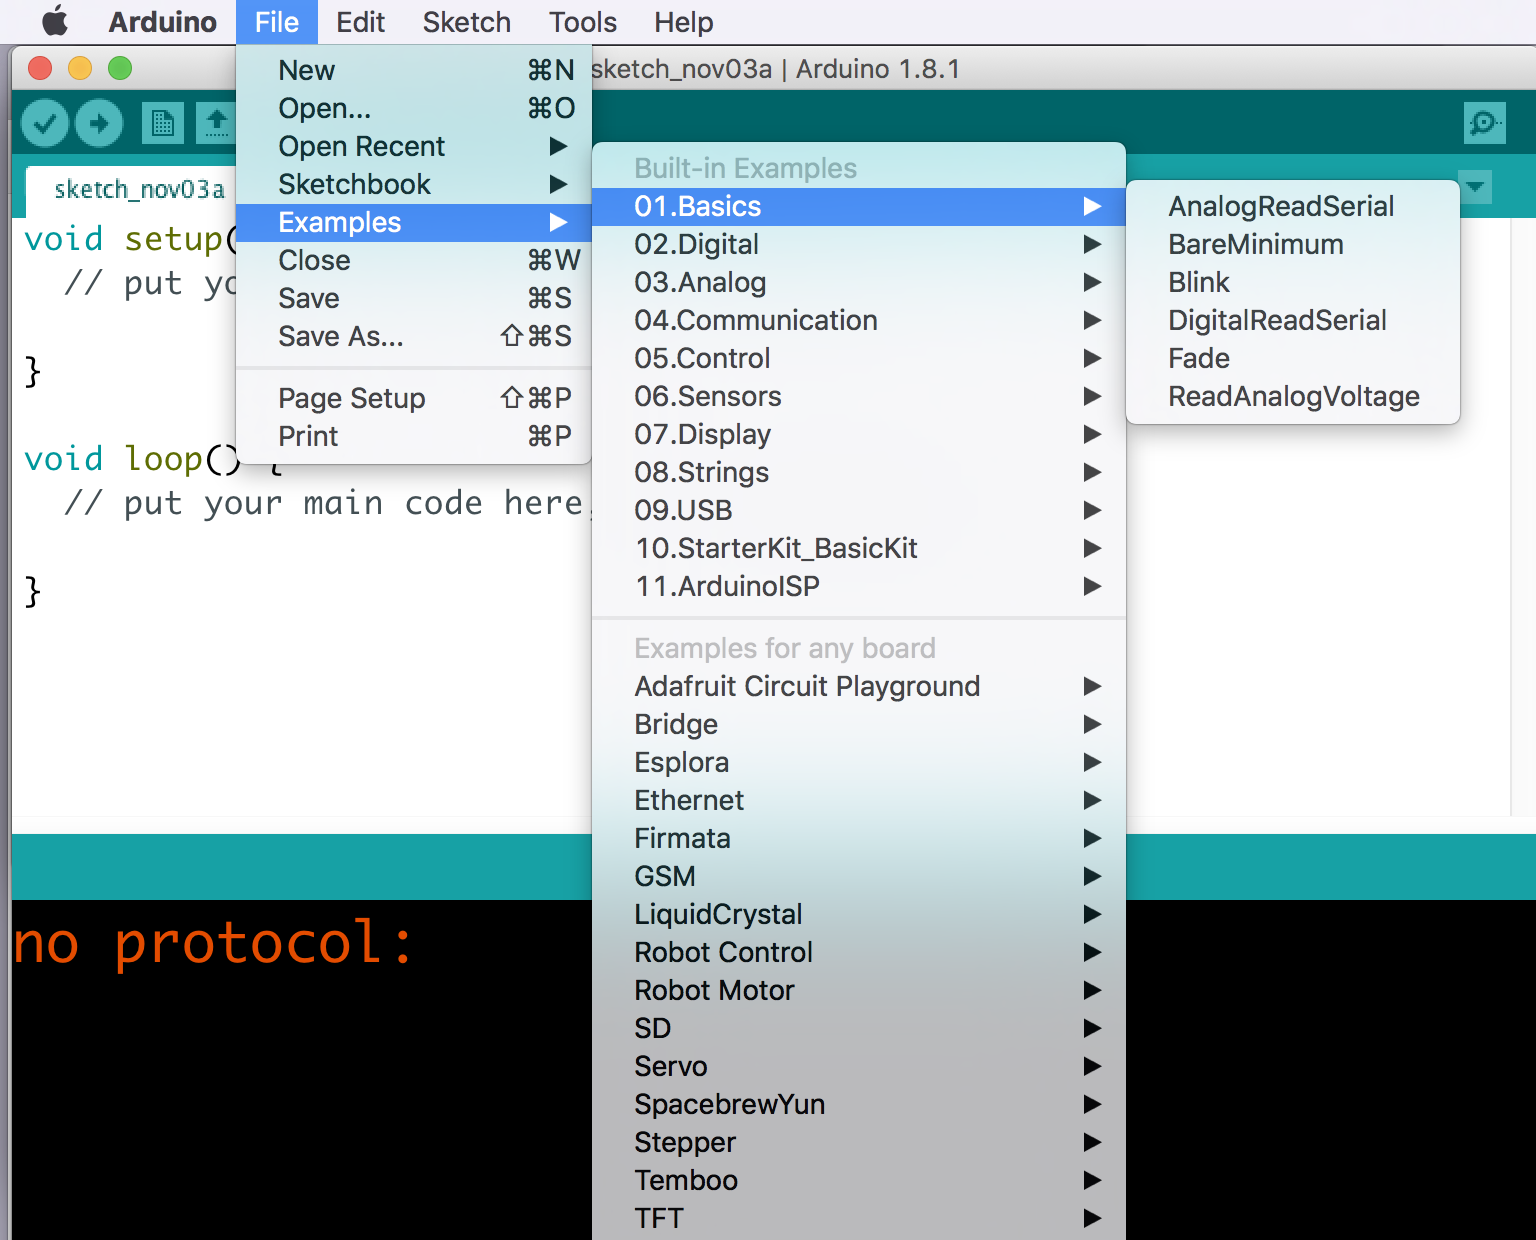 Arduino File Edit Sketch Tools Help
sketch_nov03a | Arduino 1.8.1
New ⌘N
Open... ⌘O
Open Recent ▶
Sketchbook ▶
Examples ▶
Close ⌘W
Save ⌘S
Save As... ⇧⌘S
Page Setup ⇧⌘P
Print ⌘P
Built-in Examples
01.Basics ▶
02.Digital ▶
03.Analog ▶
04.Communication ▶
05.Control ▶
06.Sensors ▶
07.Display ▶
08.Strings ▶
09.USB ▶
10.StarterKit_BasicKit ▶
11.ArduinoISP ▶
Examples for any board
Adafruit Circuit Playground ▶
Bridge ▶
Esplora ▶
Ethernet ▶
Firmata ▶
GSM ▶
LiquidCrystal ▶
Robot Control ▶
Robot Motor ▶
SD ▶
Servo ▶
SpacebrewYun ▶
Stepper ▶
Temboo ▶
TFT ▶
AnalogReadSerial
BareMinimum
Blink
DigitalReadSerial
Fade
ReadAnalogVoltage
sketch_nov03a
void setup(
// put yo
}
void loop() {
// put your main code here,
}
no protocol: